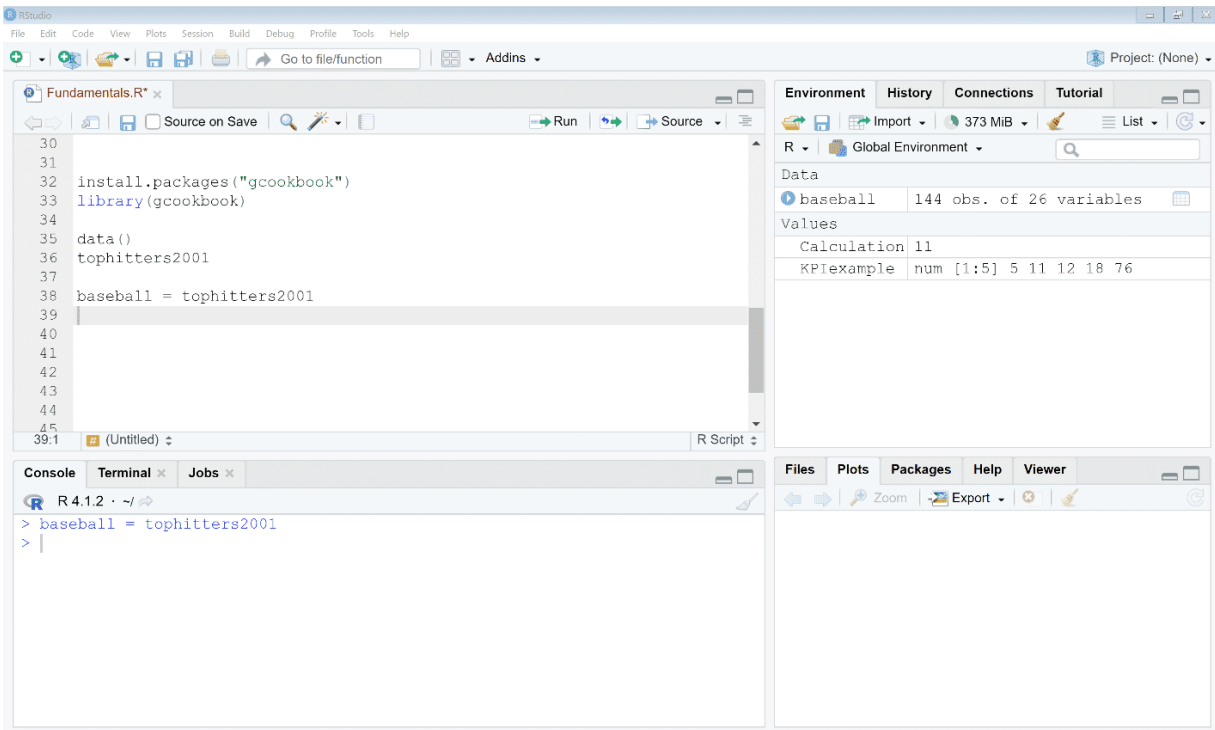 RStudio
File Edit Code View Plots Session Build Debug Profile Tools Help
Go to file/function Addins Project: (None)
Fundamentals.R*
Source on Save Run Source
30
31
32 install.packages("gcookbook")
33 library(gcookbook)
34
35 data()
36 tophitters2001
37
38 baseball = tophitters2001
39
40
41
42
43
44
45
39:1 # (Untitled) R Script
Console Terminal Jobs
R R 4.1.2 · ~/
> baseball = tophitters2001
>
Environment History Connections Tutorial
Import 373 MiB List
R Global Environment
Data
baseball 144 obs. of 26 variables
Values
Calculation 11
KPIexample num [1:5] 5 11 12 18 76
Files Plots Packages Help Viewer
Zoom Export